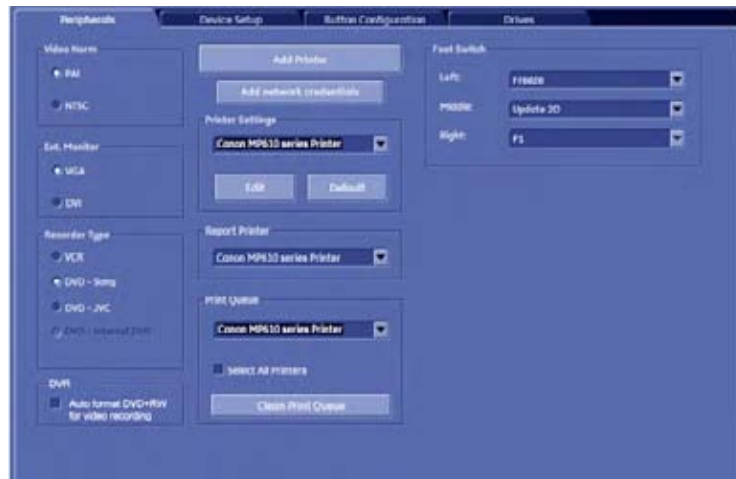 Peripherals
Device Setup
Button Configuration
Drives
Video Norm
PAL
NTSC
Ext. Monitor
VGA
DVI
Recorder Type
VCR
DVD - Sony
DVD - JVC
DVD - Internal DVR
DVR
Auto format DVD+RW
for video recording
Add Printer
Add network credentials
Printer Settings
Canon MP610 series Printer
Edit
Default
Report Printer
Canon MP610 series Printer
Print Queue
Canon MP610 series Printer
Select All Printers
Clean Print Queue
Foot Switch
Left:
Freeze
Middle:
Update 2D
Right:
P1